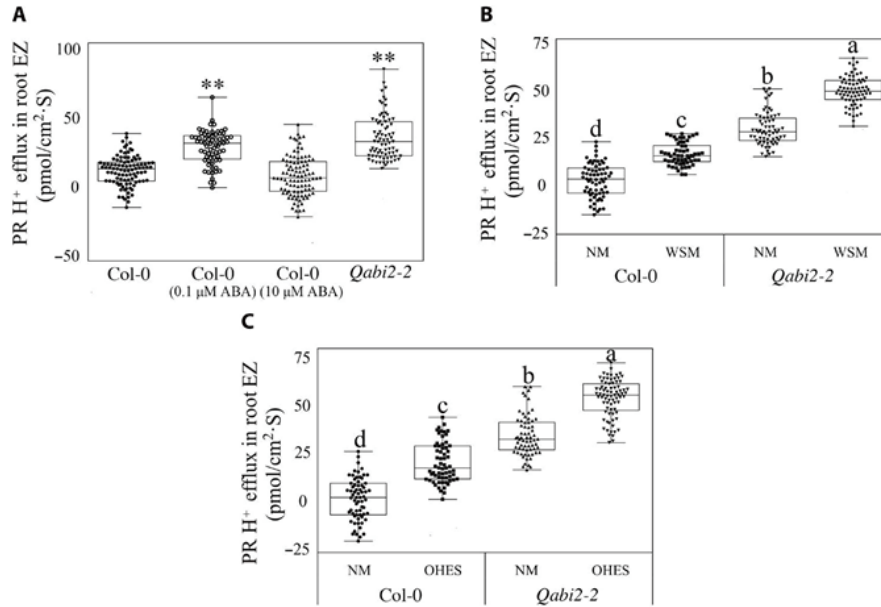 A
PR H⁺ efflux in root EZ
(pmol/cm²·S)
100
50
0
−50
**
**
Col-0
Col-0
Col-0
Qabi2-2
(0.1 μM ABA) (10 μM ABA)
B
PR H⁺ efflux in root EZ
(pmol/cm²·S)
75
50
25
0
−25
d
c
b
a
NM
WSM
NM
WSM
Col-0
Qabi2-2
C
PR H⁺ efflux in root EZ
(pmol/cm²·S)
75
50
25
0
−25
d
c
b
a
NM
OHES
NM
OHES
Col-0
Qabi2-2